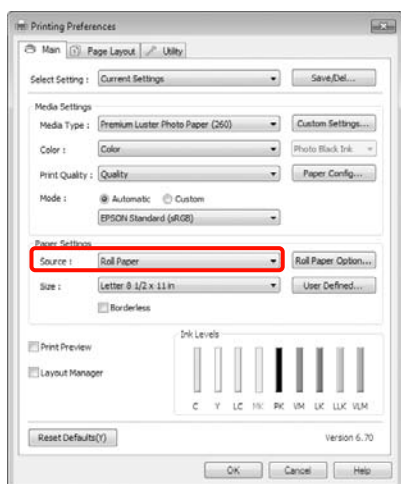 Printing Preferences
Main Page Layout Utility
Select Setting : Current Settings Save/Del...
Media Settings
Media Type : Premium Luster Photo Paper (260) Custom Settings...
Color : Color Photo Black Ink
Print Quality : Quality Paper Config...
Mode : Automatic Custom
EPSON Standard (sRGB)
Paper Settings
Source : Roll Paper Roll Paper Option...
Size : Letter 8 1/2 x 11 in User Defined...
Borderless
Ink Levels
Print Preview
Layout Manager
C Y LC MK PK VM LK LLK VLM
Reset Defaults(Y) Version 6.70
OK Cancel Help